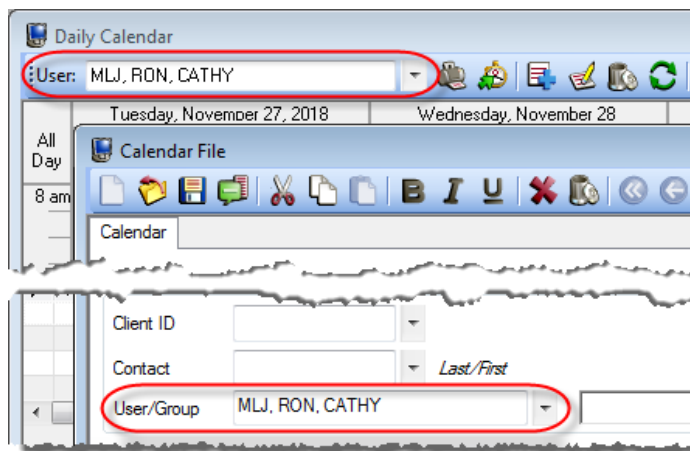 Daily Calendar
User: MLJ, RON, CATHY
Tuesday, November 27, 2018 Wednesday, November 28
All
Day
Calendar File
8 am
B I U
Calendar
Client ID
Contact Last/First
User/Group MLJ, RON, CATHY